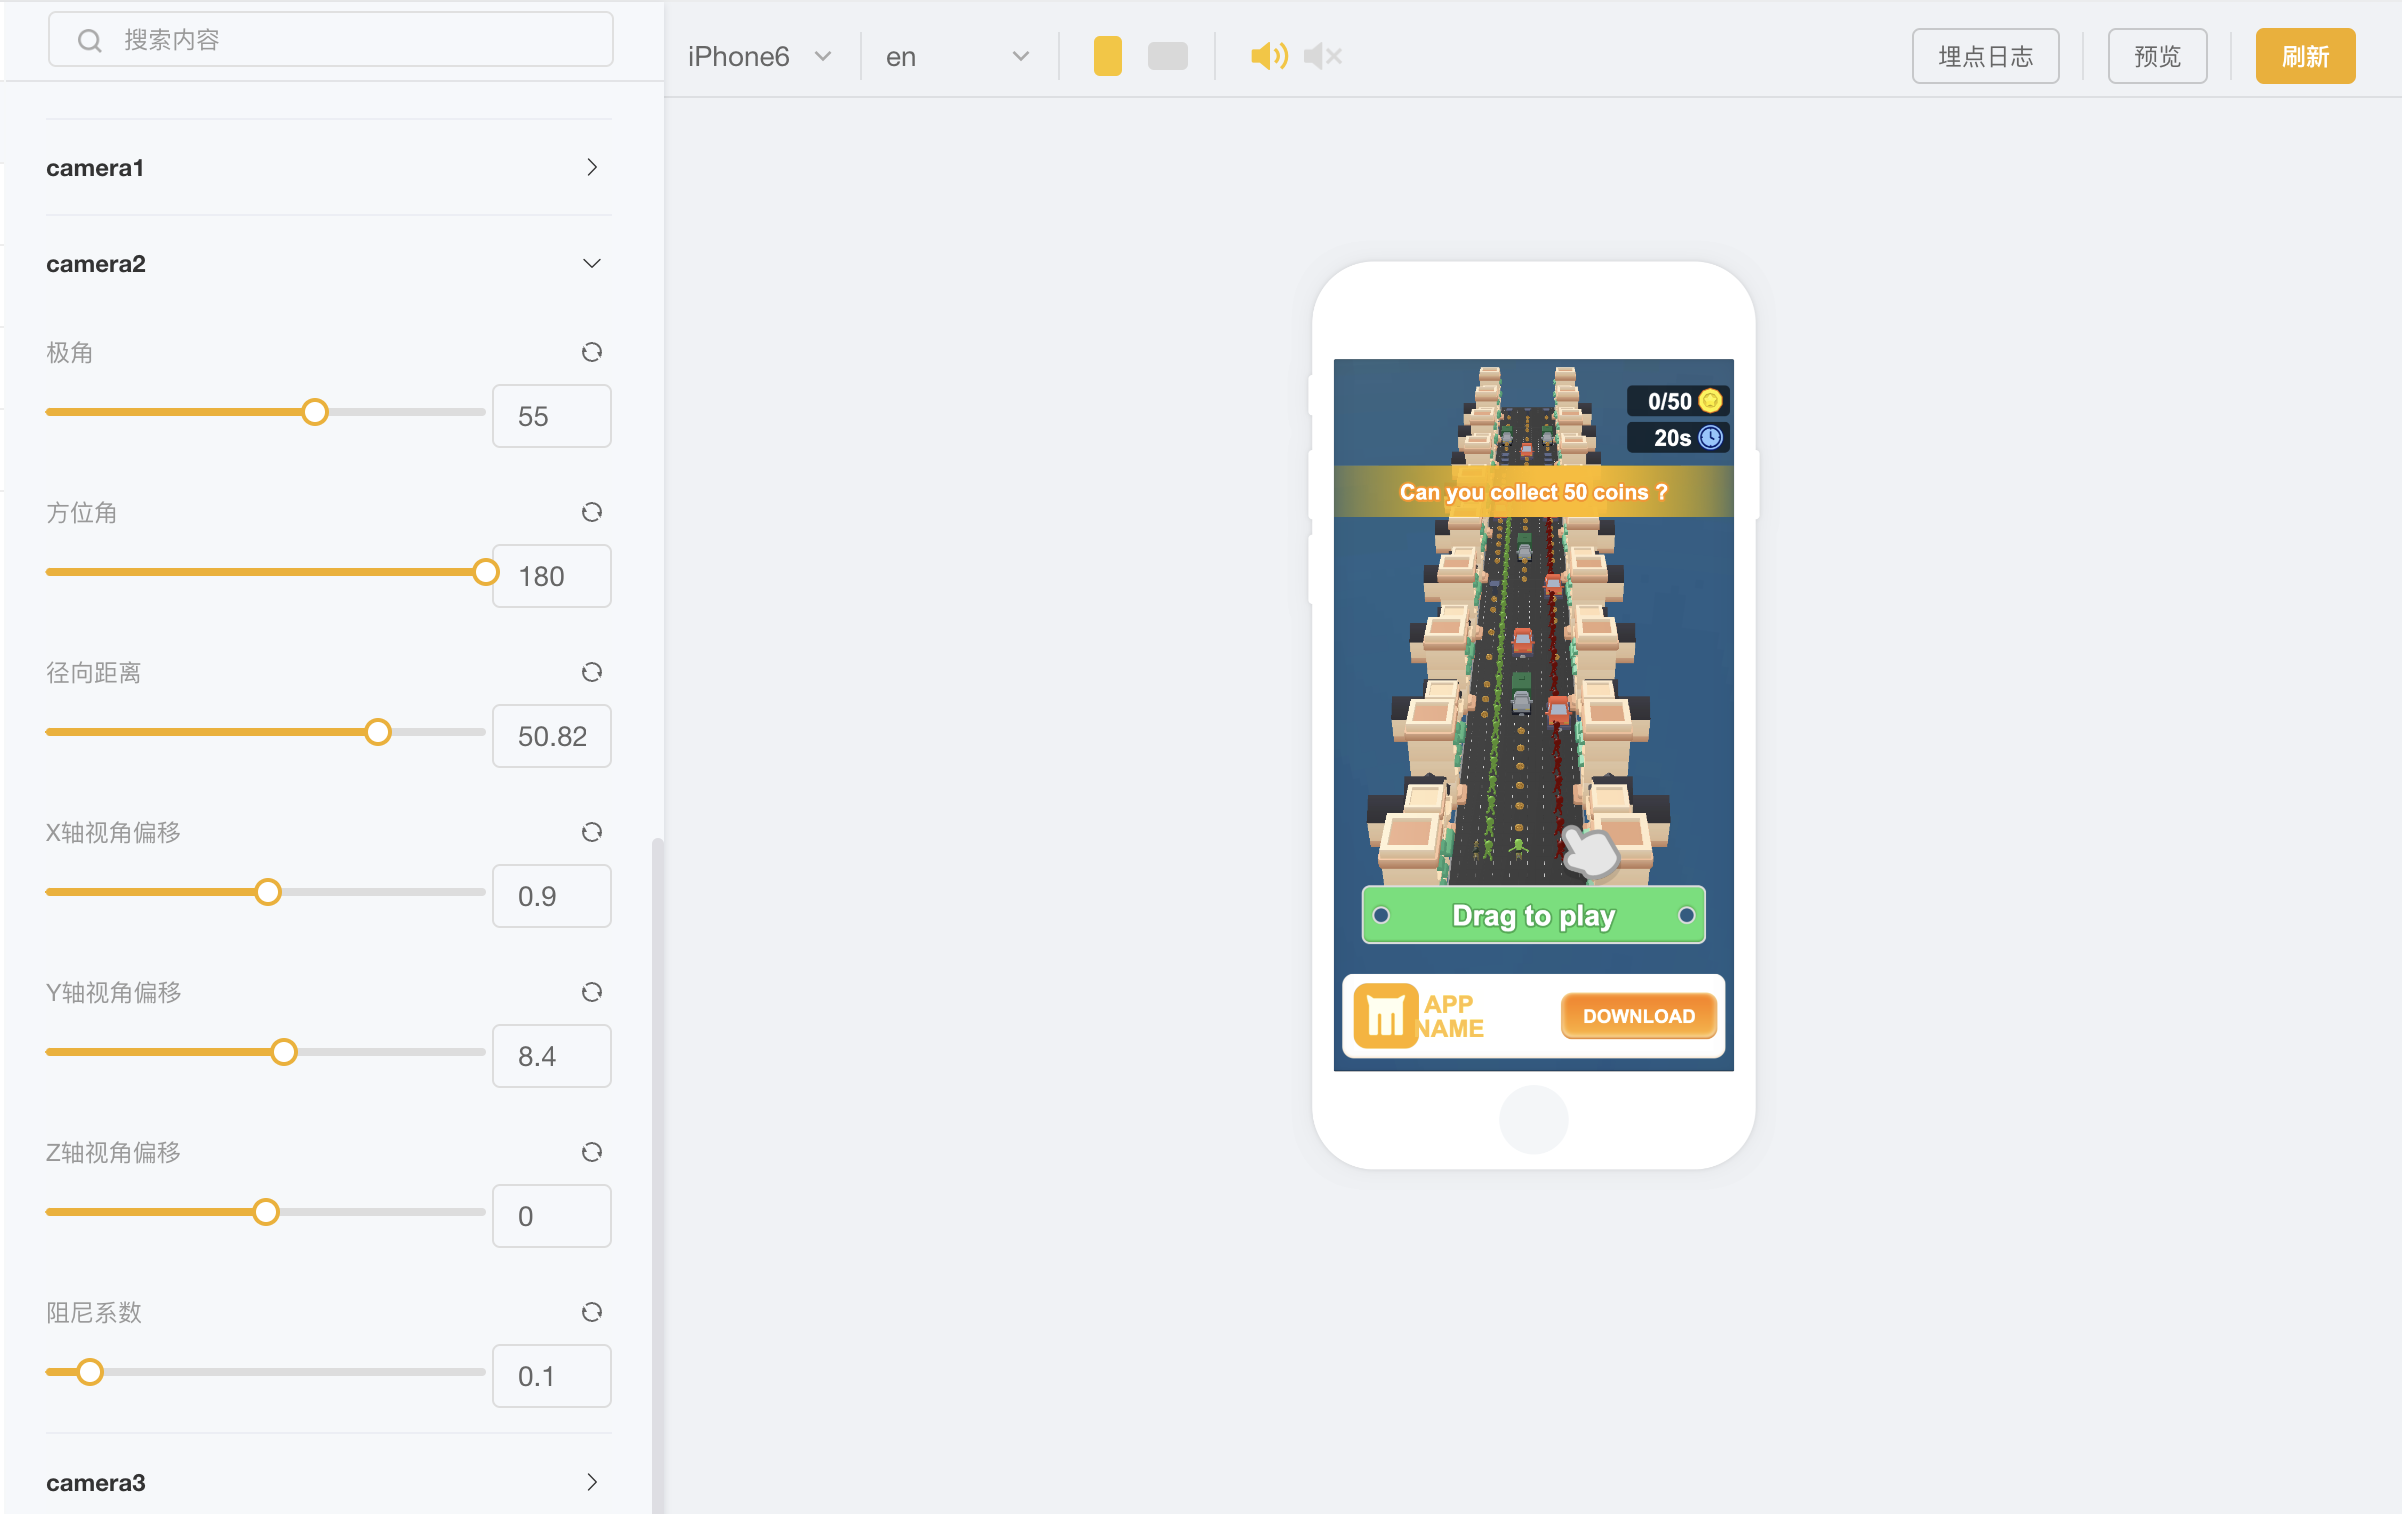 搜索内容
iPhone6
en
埋点日志
预览
刷新
camera1
camera2
极角
55
方位角
180
径向距离
50.82
X轴视角偏移
0.9
Y轴视角偏移
8.4
Z轴视角偏移
0
阻尼系数
0.1
camera3
0/50
20s
Can you collect 50 coins ?
Drag to play
APP
NAME
DOWNLOAD